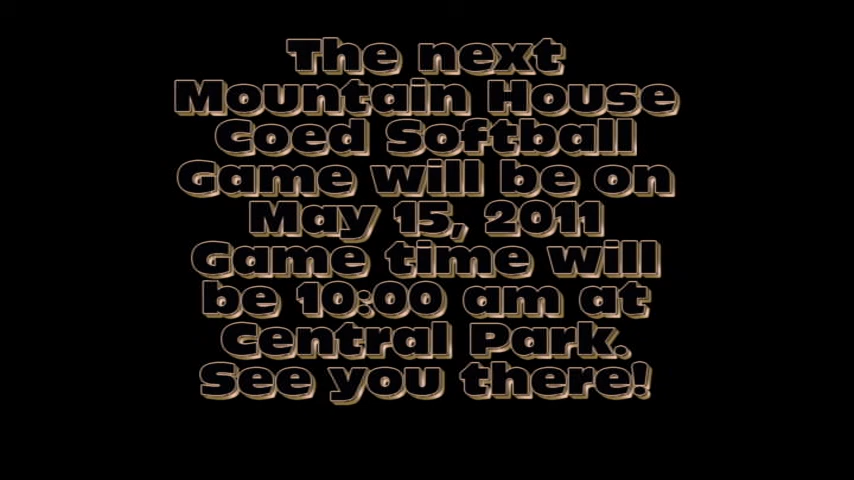 The next
Mountain House
Coed Softball
Game will be on
May 15, 2011
Game time will
be 10:00 am at
Central Park.
See you there!